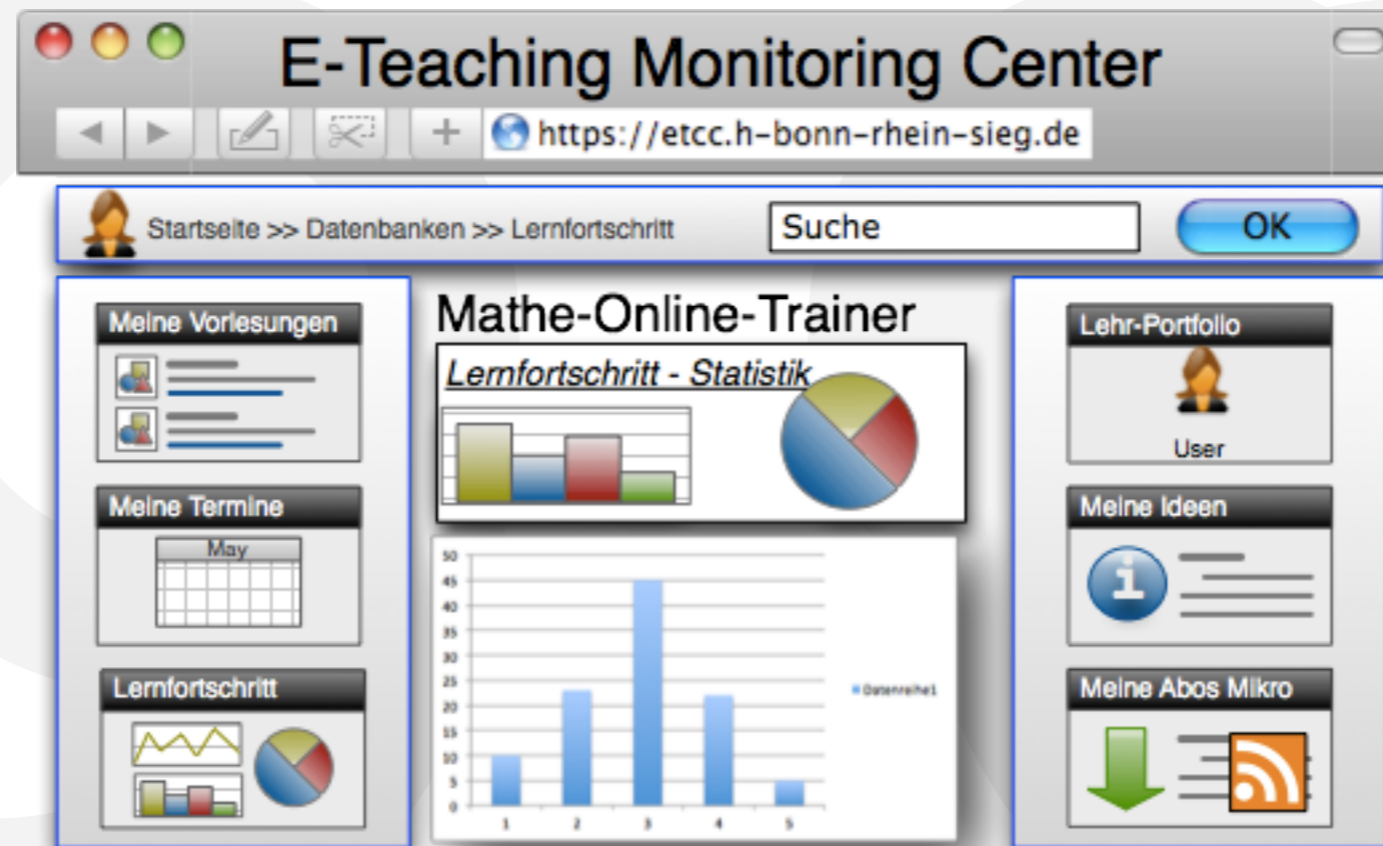 E-Teaching Monitoring Center
https://etcc.h-bonn-rhein-sieg.de
Startseite >> Datenbanken >> Lernfortschritt
Suche
OK
Meine Vorlesungen
Meine Termine
May
Lernfortschritt
Mathe-Online-Trainer
Lernfortschritt - Statistik
50
45
40
35
30
25
20
15
10
5
0
1 2 3 4 5
Datenreihe1
Lehr-Portfolio
User
Meine Ideen
i
Meine Abos Mikro